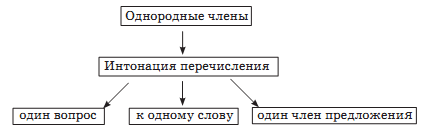 Однородные члены
Интонация перечисления
один вопрос
к одному слову
один член предложения